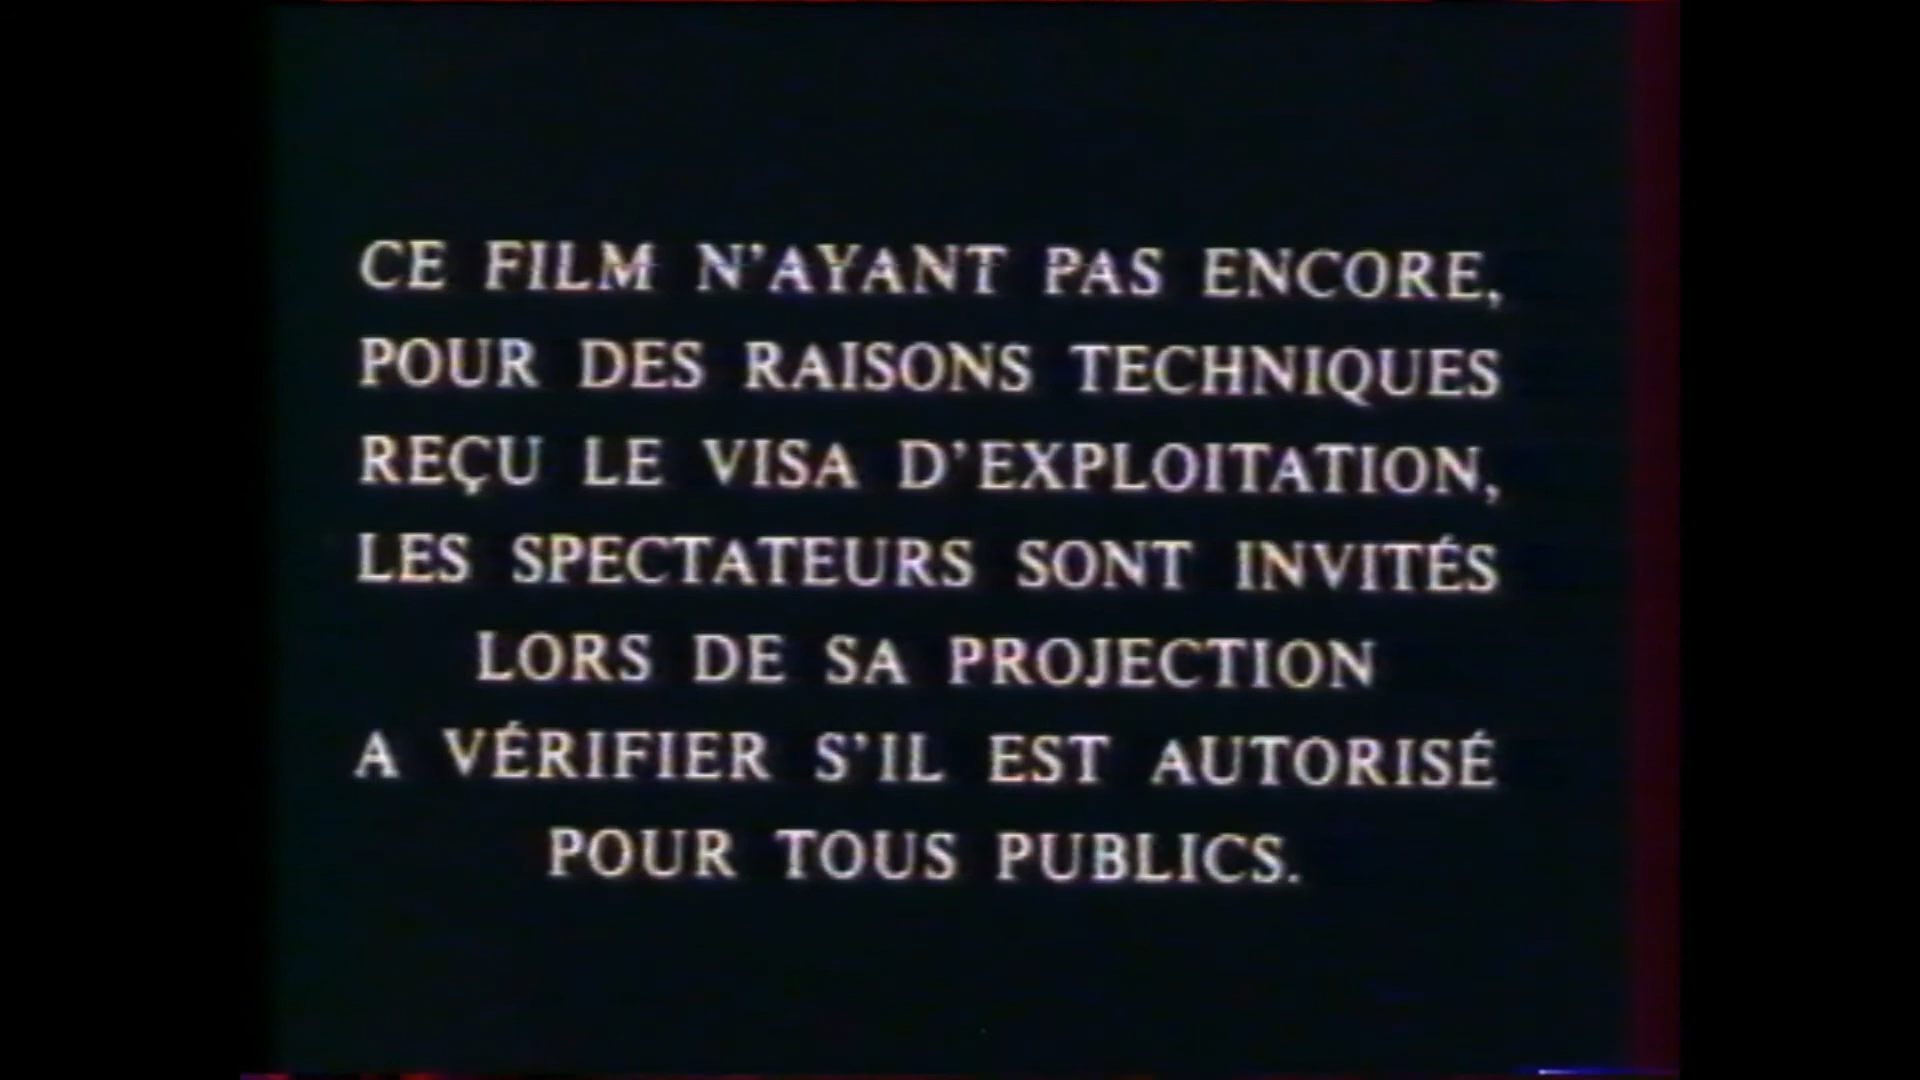 CE FILM N'AYANT PAS ENCORE,
POUR DES RAISONS TECHNIQUES
REÇU LE VISA D'EXPLOITATION,
LES SPECTATEURS SONT INVITÉS
LORS DE SA PROJECTION
A VÉRIFIER S'IL EST AUTORISÉ
POUR TOUS PUBLICS.